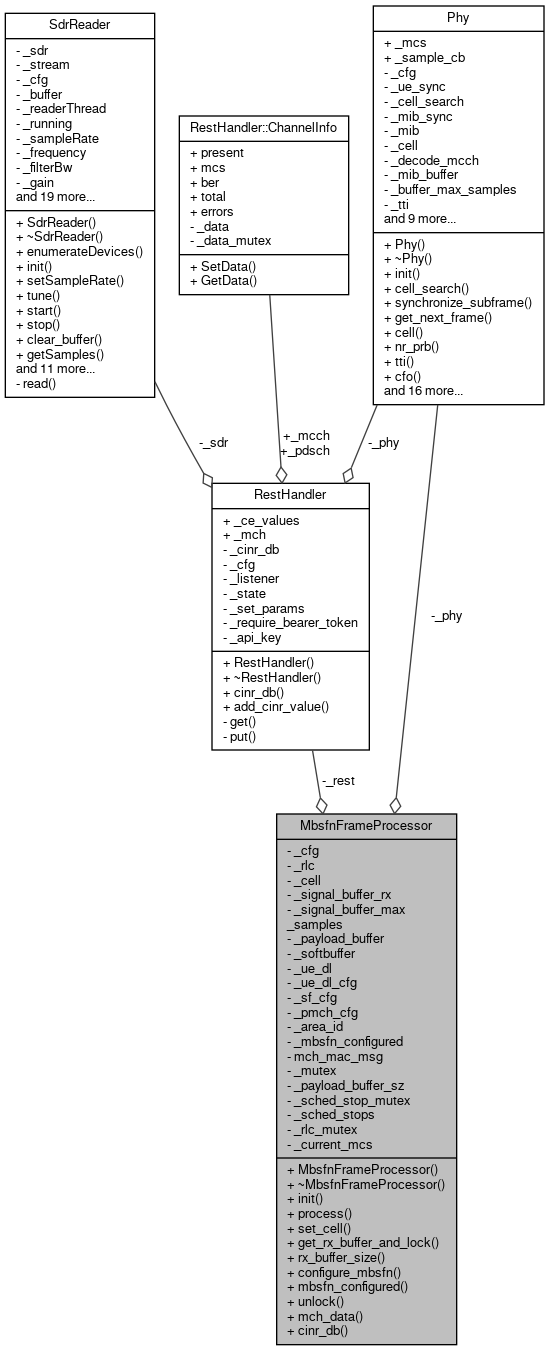 SdrReader
- _sdr
- _stream
- _cfg
- _buffer
- _readerThread
- _running
- _sampleRate
- _frequency
- _filterBw
- _gain
and 19 more...
+ SdrReader()
+ ~SdrReader()
+ enumerateDevices()
+ init()
+ setSampleRate()
+ tune()
+ start()
+ stop()
+ clear_buffer()
+ getSamples()
and 11 more...
- read()
RestHandler::ChannelInfo
+ present
+ mcs
+ ber
+ total
+ errors
- _data
- _data_mutex
+ SetData()
+ GetData()
Phy
+ _mcs
+ _sample_cb
- _cfg
- _ue_sync
- _cell_search
- _mib_sync
- _mib
- _cell
- _decode_mcch
- _mib_buffer
- _buffer_max_samples
- _tti
and 9 more...
+ Phy()
+ ~Phy()
+ init()
+ cell_search()
+ synchronize_subframe()
+ get_next_frame()
+ cell()
+ nr_prb()
+ tti()
+ cfo()
and 16 more...
-_sdr
+_mcch
+_pdsch
-_phy
RestHandler
+ _ce_values
+ _mch
- _cinr_db
- _cfg
- _listener
- _state
- _set_params
- _require_bearer_token
- _api_key
+ RestHandler()
+ ~RestHandler()
+ cinr_db()
+ add_cinr_value()
- get()
- put()
-_phy
-_rest
MbsfnFrameProcessor
- _cfg
- _rlc
- _cell
- _signal_buffer_rx
- _signal_buffer_max
_samples
- _payload_buffer
- _softbuffer
- _ue_dl
- _ue_dl_cfg
- _sf_cfg
- _pmch_cfg
- _area_id
- _mbsfn_configured
- mch_mac_msg
- _mutex
- _payload_buffer_sz
- _sched_stop_mutex
- _sched_stops
- _rlc_mutex
- _current_mcs
+ MbsfnFrameProcessor()
+ ~MbsfnFrameProcessor()
+ init()
+ process()
+ set_cell()
+ get_rx_buffer_and_lock()
+ rx_buffer_size()
+ configure_mbsfn()
+ mbsfn_configured()
+ unlock()
+ mch_data()
+ cinr_db()